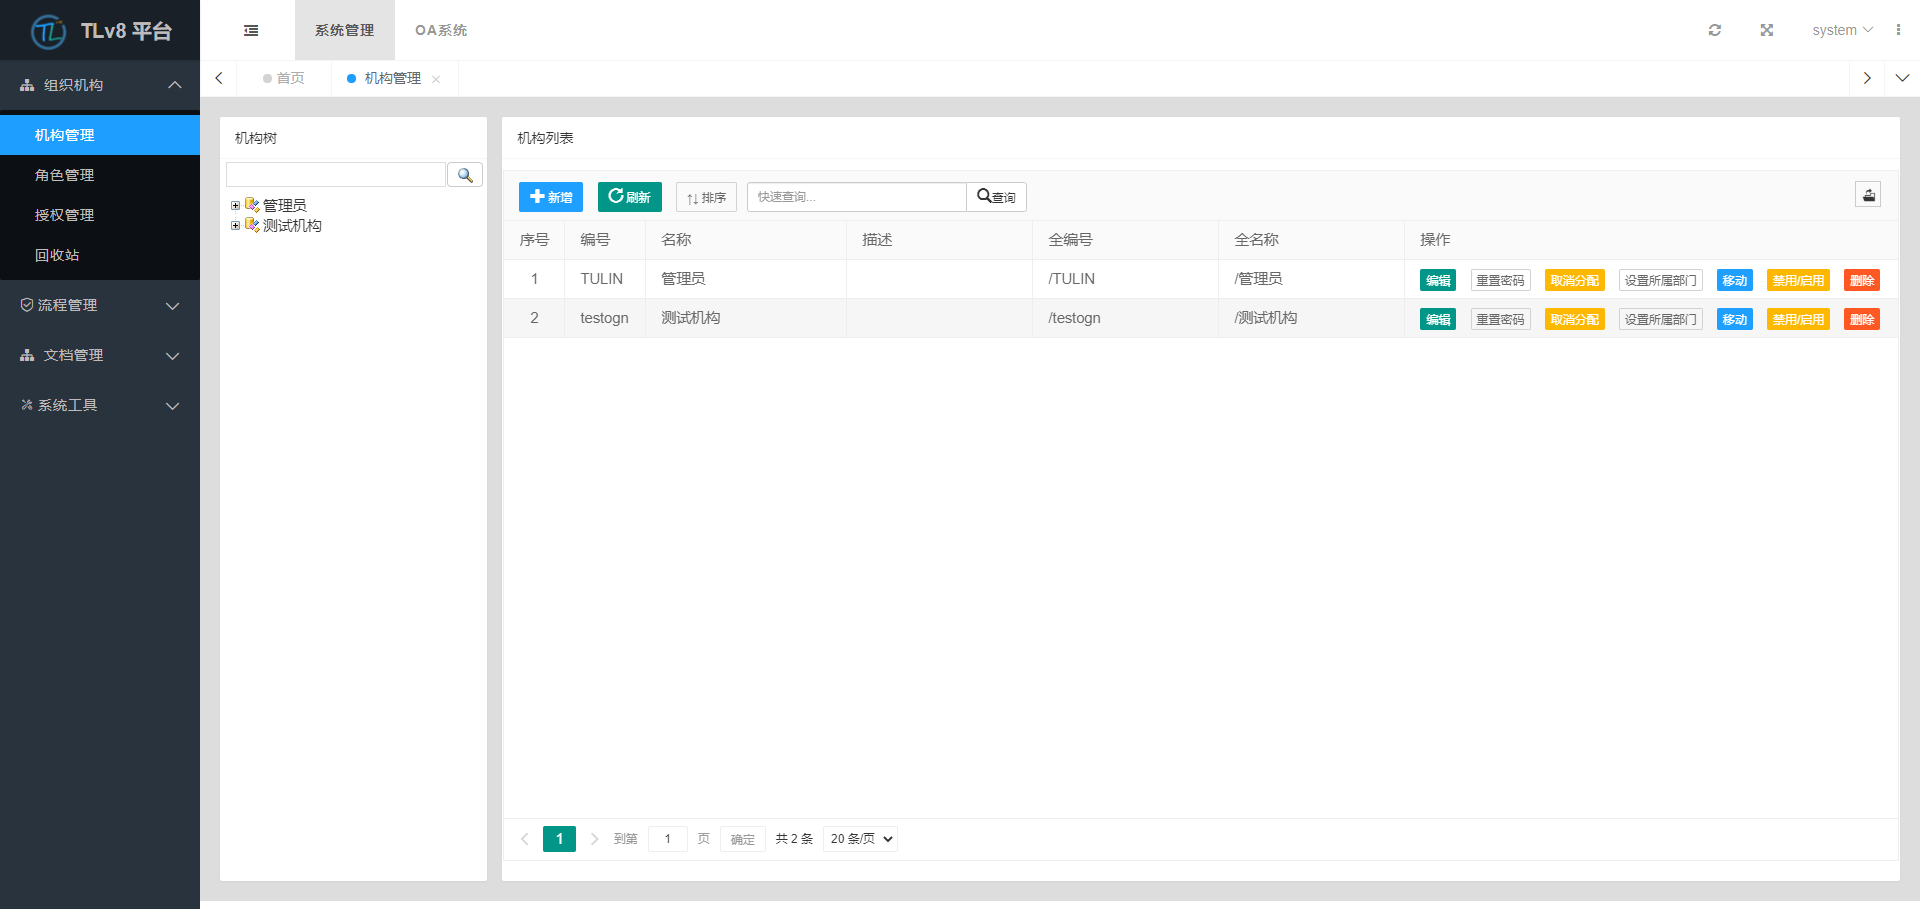 TLv8 平台
系统管理 OA系统 system
首页 机构管理
组织机构
机构管理
角色管理
授权管理
回收站
流程管理
文档管理
系统工具
机构树
管理员
测试机构
机构列表
新增 刷新 排序 快速查询... 查询
序号 编号 名称 描述 全编号 全名称 操作
1 TULIN 管理员 /TULIN /管理员 编辑 重置密码 取消分配 设置所属部门 移动 禁用/启用 删除
2 testogn 测试机构 /testogn /测试机构 编辑 重置密码 取消分配 设置所属部门 移动 禁用/启用 删除
1 到第 1 页 确定 共 2 条 20 条/页